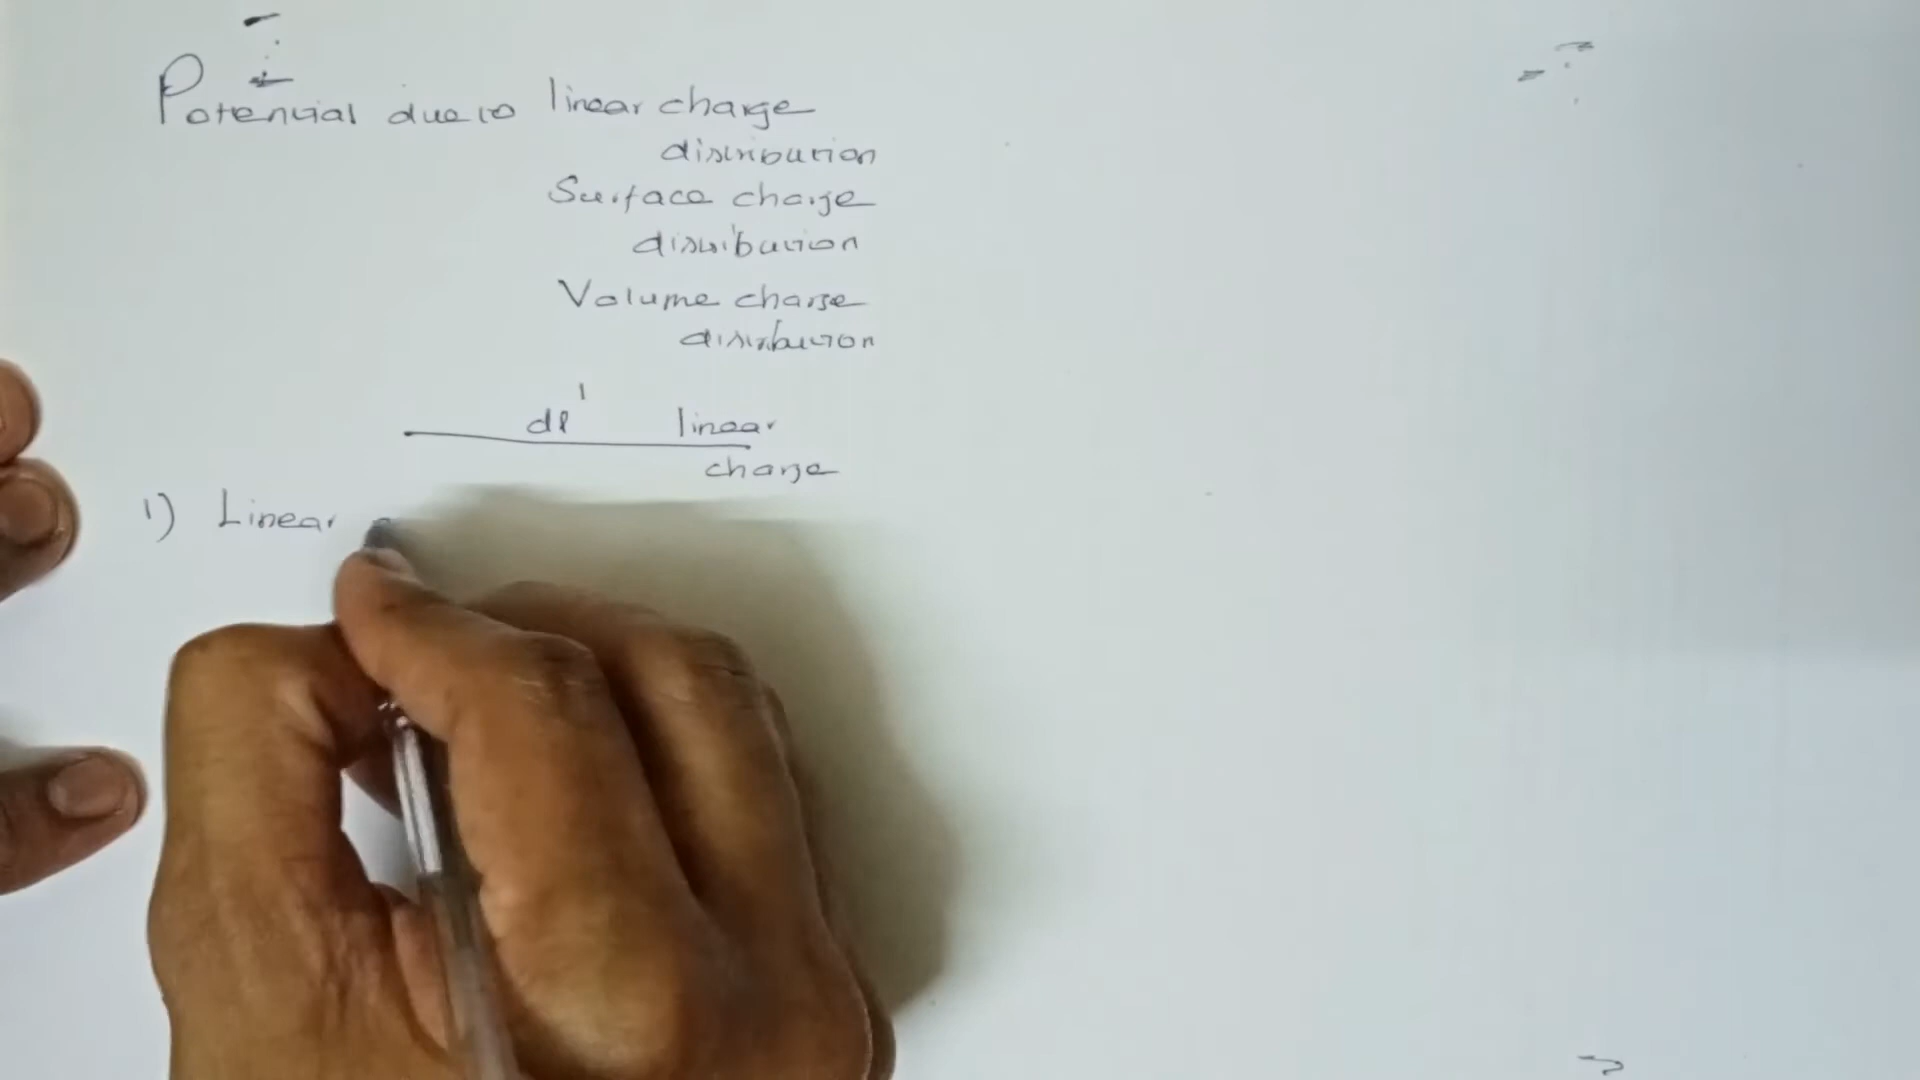 Potential due to linear charge
distribution
Surface charge
distribution
Volume charge
distribution
dl' linear
charge
1) Linear